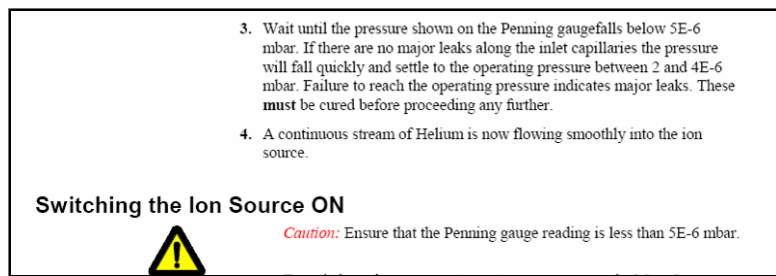 3. Wait until the pressure shown on the Penning gaugefalls below 5E-6
mbar. If there are no major leaks along the inlet capillaries the pressure
will fall quickly and settle to the operating pressure between 2 and 4E-6
mbar. Failure to reach the operating pressure indicates major leaks. These
must be cured before proceeding any further.
4. A continuous stream of Helium is now flowing smoothly into the ion
source.
Switching the Ion Source ON
Caution: Ensure that the Penning gauge reading is less than 5E-6 mbar.